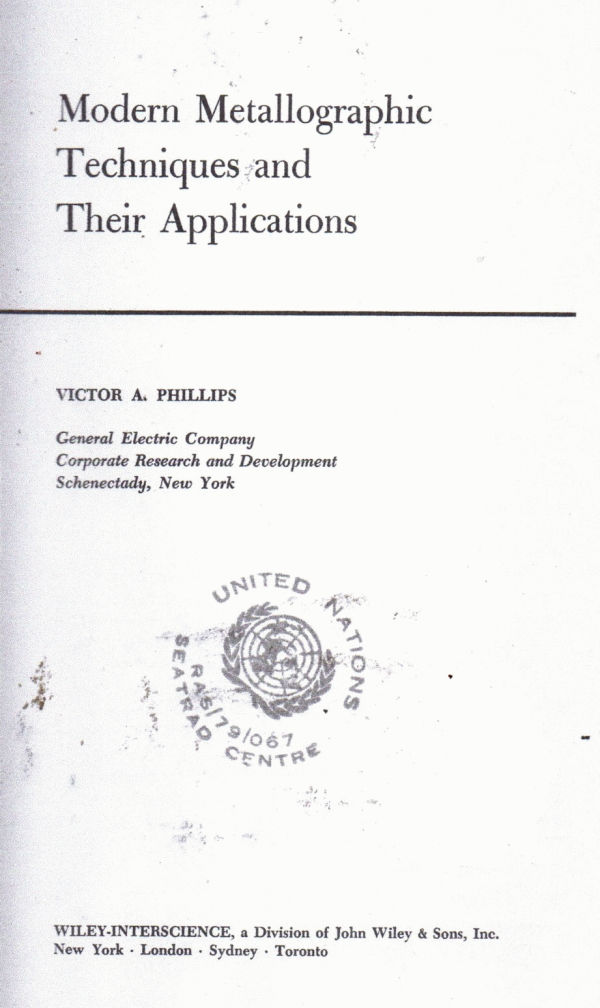 Modern Metallographic
Techniques and
Their Applications
VICTOR A. PHILLIPS
General Electric Company
Corporate Research and Development
Schenectady, New York
UNITED NATIONS
RAS/79/067
SEATRAD CENTRE
WILEY-INTERSCIENCE, a Division of John Wiley & Sons, Inc.
New York · London · Sydney · Toronto